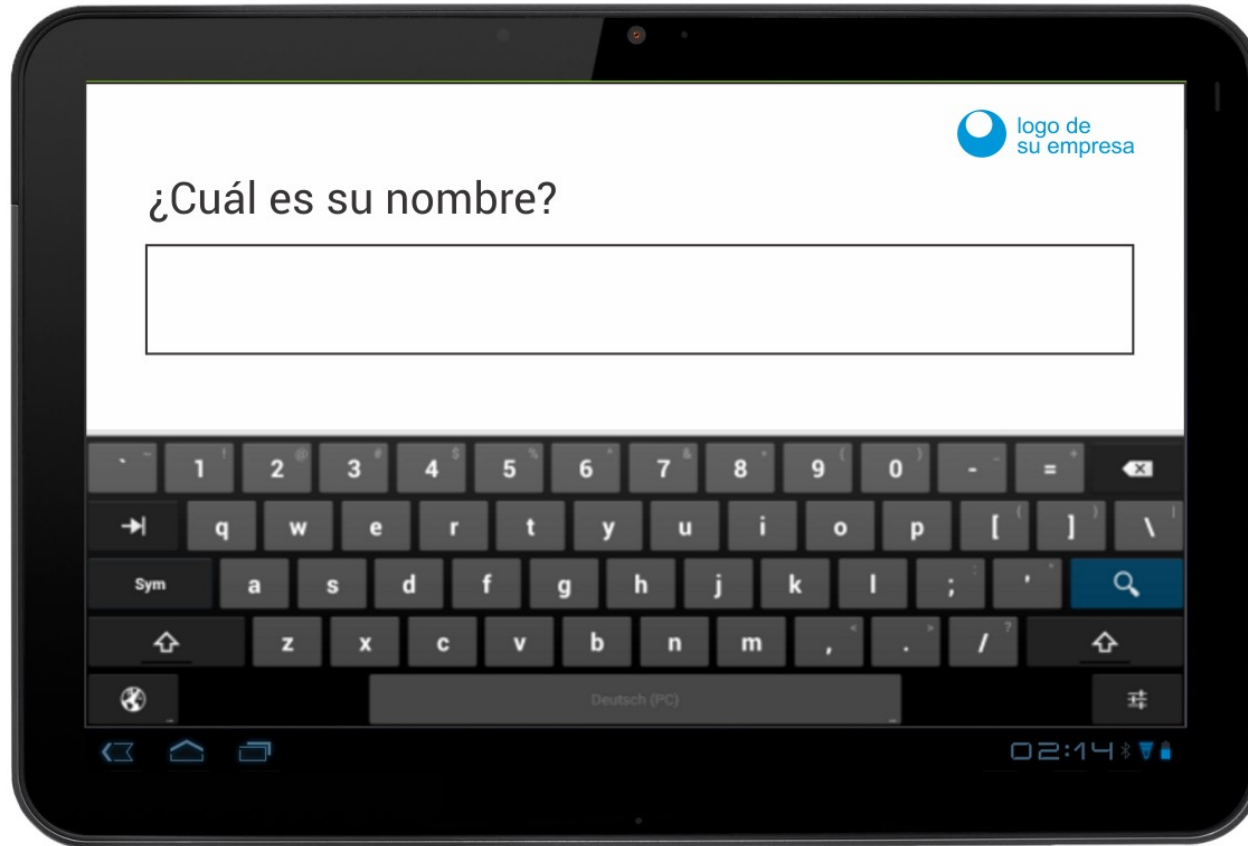 logo de
su empresa
¿Cuál es su nombre?
` ~ 1 ! 2 @ 3 # 4 $ 5 % 6 ^ 7 & 8 * 9 ( 0 ) - _ = +
q w e r t y u i o p [ { ] } \ |
Sym a s d f g h j k l ; : ' "
z x c v b n m , < . > / ?
Deutsch (PC)
02:14